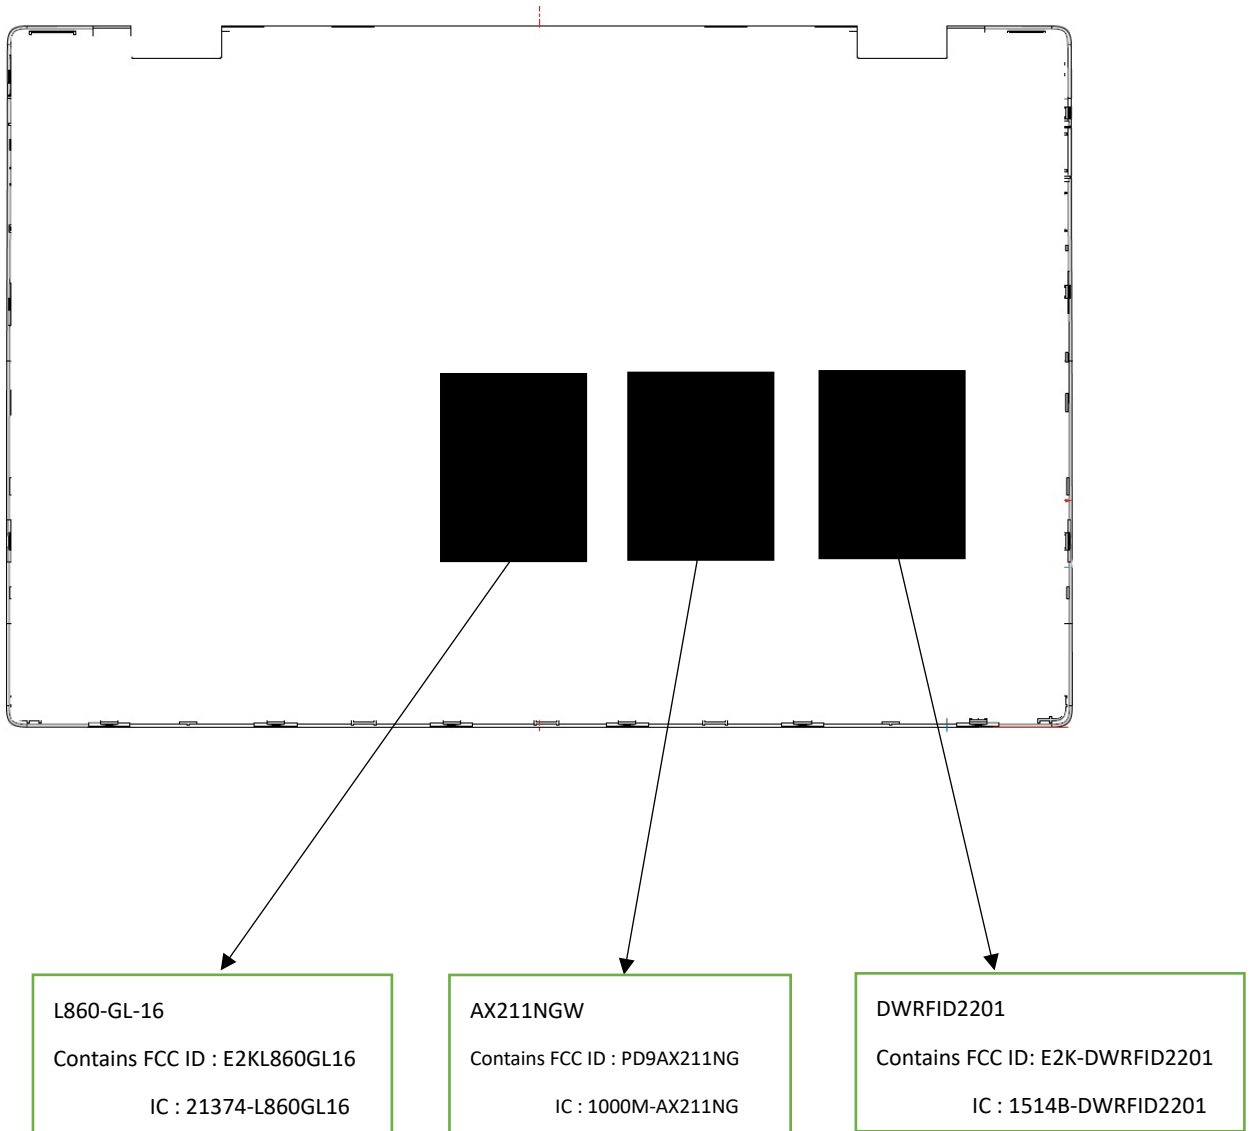 L860-GL-16
Contains FCC ID : E2KL860GL16
IC : 21374-L860GL16
AX211NGW
Contains FCC ID : PD9AX211NG
IC : 1000M-AX211NG
DWRFID2201
Contains FCC ID: E2K-DWRFID2201
IC : 1514B-DWRFID2201